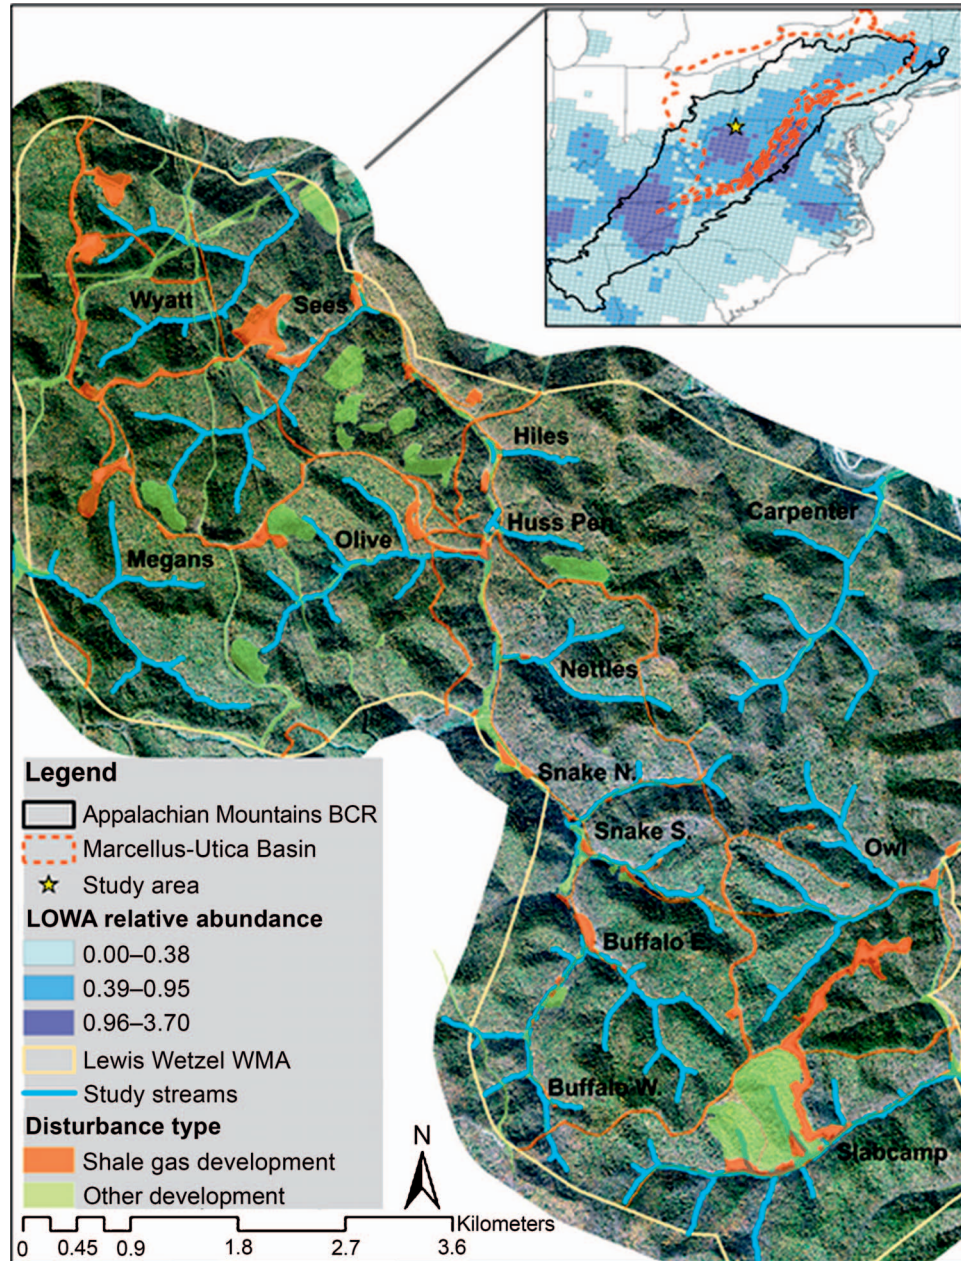 Wyatt
Sees
Hiles
Carpenter
Huss Pen
Olive
Megans
Nettles
Snake N.
Snake S.
Owl
Buffalo E.
Buffalo W.
Slabcamp
Legend
Appalachian Mountains BCR
Marcellus-Utica Basin
Study area
LOWA relative abundance
0.00–0.38
0.39–0.95
0.96–3.70
Lewis Wetzel WMA
Study streams
Disturbance type
Shale gas development
Other development
N
Kilometers
0 0.45 0.9 1.8 2.7 3.6